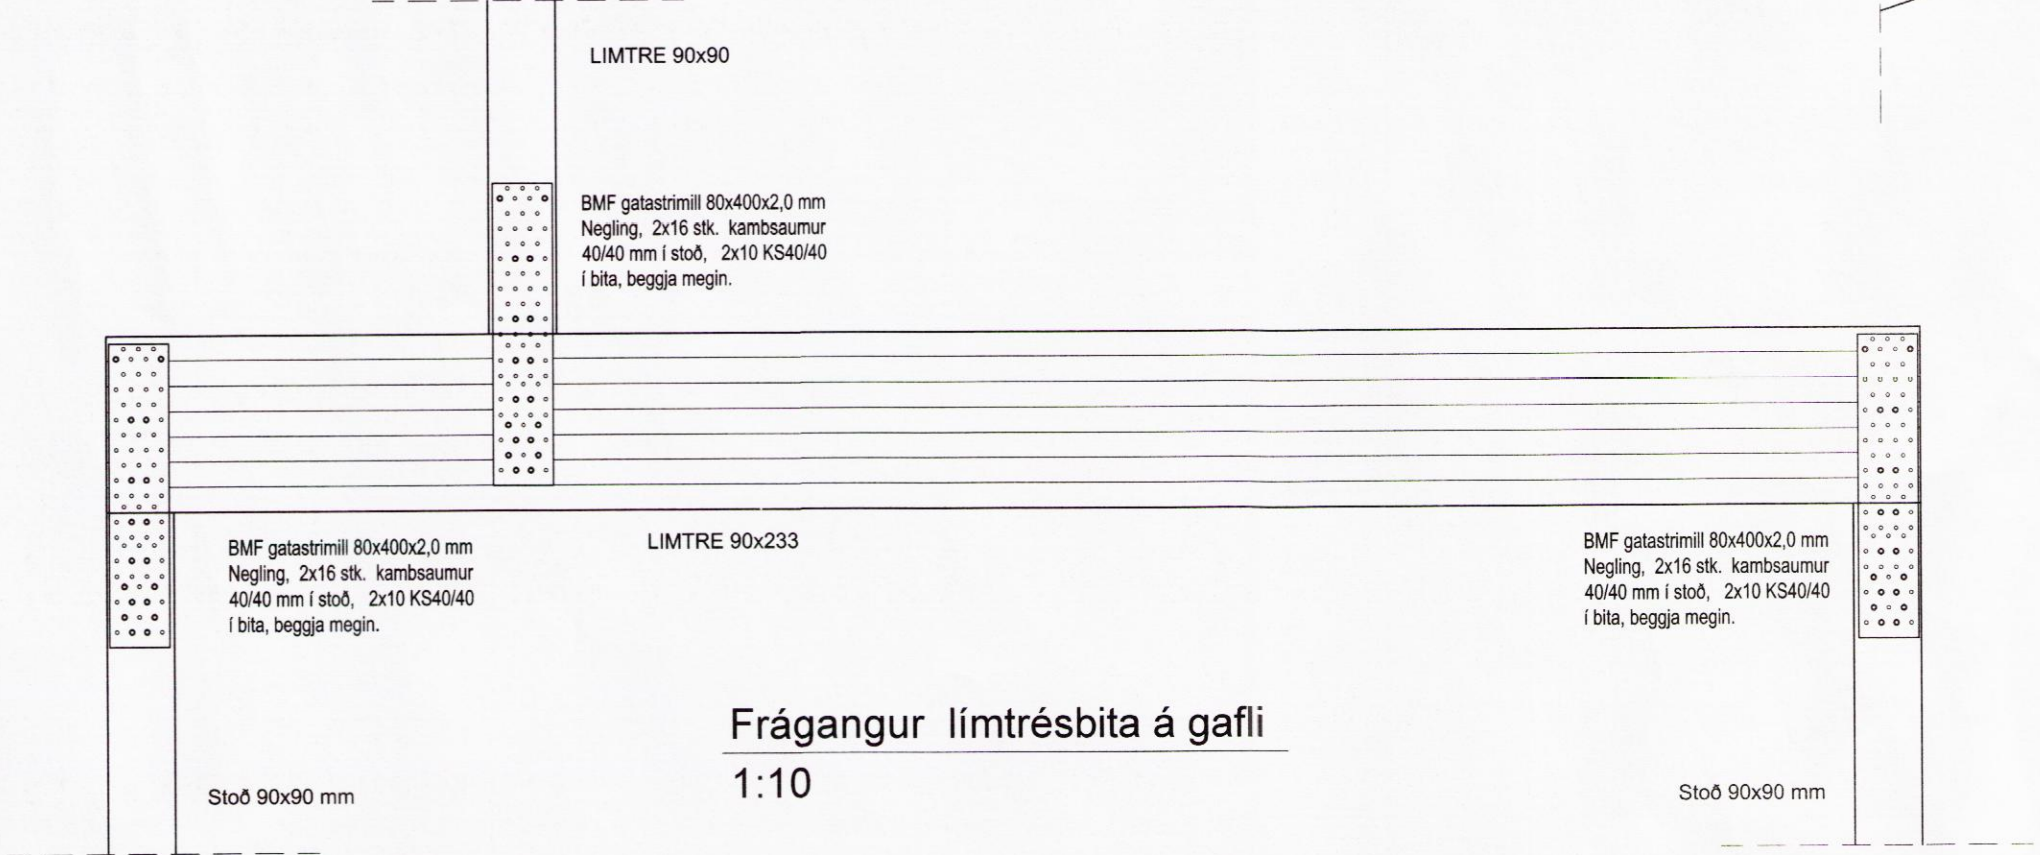 LIMTRE 90x90
BMF gatastrimill 80x400x2,0 mm
Negling, 2x16 stk. kambsaumur
40/40 mm í stoð, 2x10 KS40/40
í bita, beggja megin.
BMF gatastrimill 80x400x2,0 mm
Negling, 2x16 stk. kambsaumur
40/40 mm í stoð, 2x10 KS40/40
í bita, beggja megin.
LIMTRE 90x233
BMF gatastrimill 80x400x2,0 mm
Negling, 2x16 stk. kambsaumur
40/40 mm í stoð, 2x10 KS40/40
í bita, beggja megin.
Frágangur límtrésbita á gafli
1:10
Stoð 90x90 mm
Stoð 90x90 mm